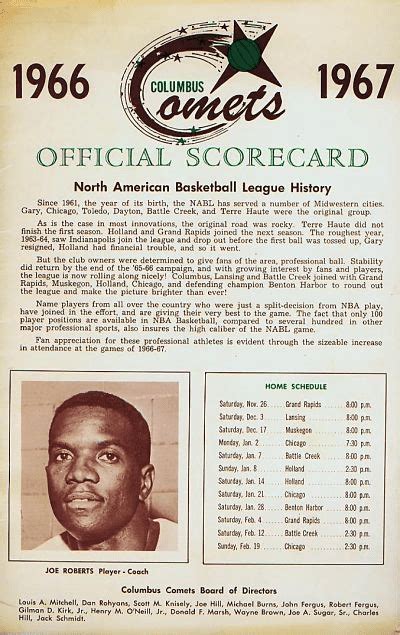 1966
1967
COLUMBUS
Comets
OFFICIAL SCORECARD
North American Basketball League History
Since 1961, the year of its birth, the NABL has served a number of Midwestern cities.
Gary, Chicago, Toledo, Dayton, Battle Creek, and Terre Haute were the original group.
As is the case in most innovations, the original road was rocky. Terre Haute did not
finish the first season. Holland and Grand Rapids joined the next season. The roughest year,
1963-64, saw Indianapolis join the league and drop out before the first ball was tossed up, Gary
resigned, Holland had financial trouble, and so it went.
But the club owners were determined to give fans of the area, professional ball. Stability
did return by the end of the '65-66 campaign, and with growing interest by fans and players,
the league is now rolling along nicely! Columbus, Lansing and Battle Creek joined with Grand
Rapids, Muskegon, Holland, Chicago, and defending champion Benton Harbor to round out
the league and make the picture brighter than ever!
Name players from all over the country who were just a split-decision from NBA play,
have joined in the effort, and are giving their very best to the game. The fact that only 100
player positions are available in NBA Basketball, compared to several hundred in other
major professional sports, also insures the high caliber of the NABL game.
Fan appreciation for these professional athletes is evident through the sizeable increase
in attendance at the games of 1966-67.
HOME SCHEDULE
Saturday, Nov. 26 ...... Grand Rapids ...... 8:00 p.m.
Saturday, Dec. 3 ...... Lansing ...... 8:00 p.m.
Saturday, Dec. 17 ...... Muskegon ...... 8:00 p.m.
Monday, Jan. 2 ...... Chicago ...... 7:30 p.m.
Saturday, Jan. 7 ...... Battle Creek ...... 8:00 p.m.
Sunday, Jan. 8 ...... Holland ...... 2:30 p.m.
Saturday, Jan. 14 ...... Holland ...... 8:00 p.m.
Saturday, Jan. 21 ...... Chicago ...... 8:00 p.m.
Saturday, Jan. 28 ...... Benton Harbor ...... 8:00 p.m.
Saturday, Feb. 4 ...... Grand Rapids ...... 8:00 p.m.
Saturday, Feb. 12 ...... Battle Creek ...... 2:30 p.m.
Sunday, Feb. 19 ...... Chicago ...... 2:30 p.m.
JOE ROBERTS Player - Coach
Columbus Comets Board of Directors
Louis A. Mitchell, Dan Rohyans, Scott M. Knisely, Joe Hill, Michael Burns, John Fergus, Robert Fergus,
Gilman D. Kirk, Jr., Henry M. O'Neill, Jr., Donald F. Marsh, Wayne Brown, Joe A. Sugar, Sr., Charles
Hill, Jack Schmidt.